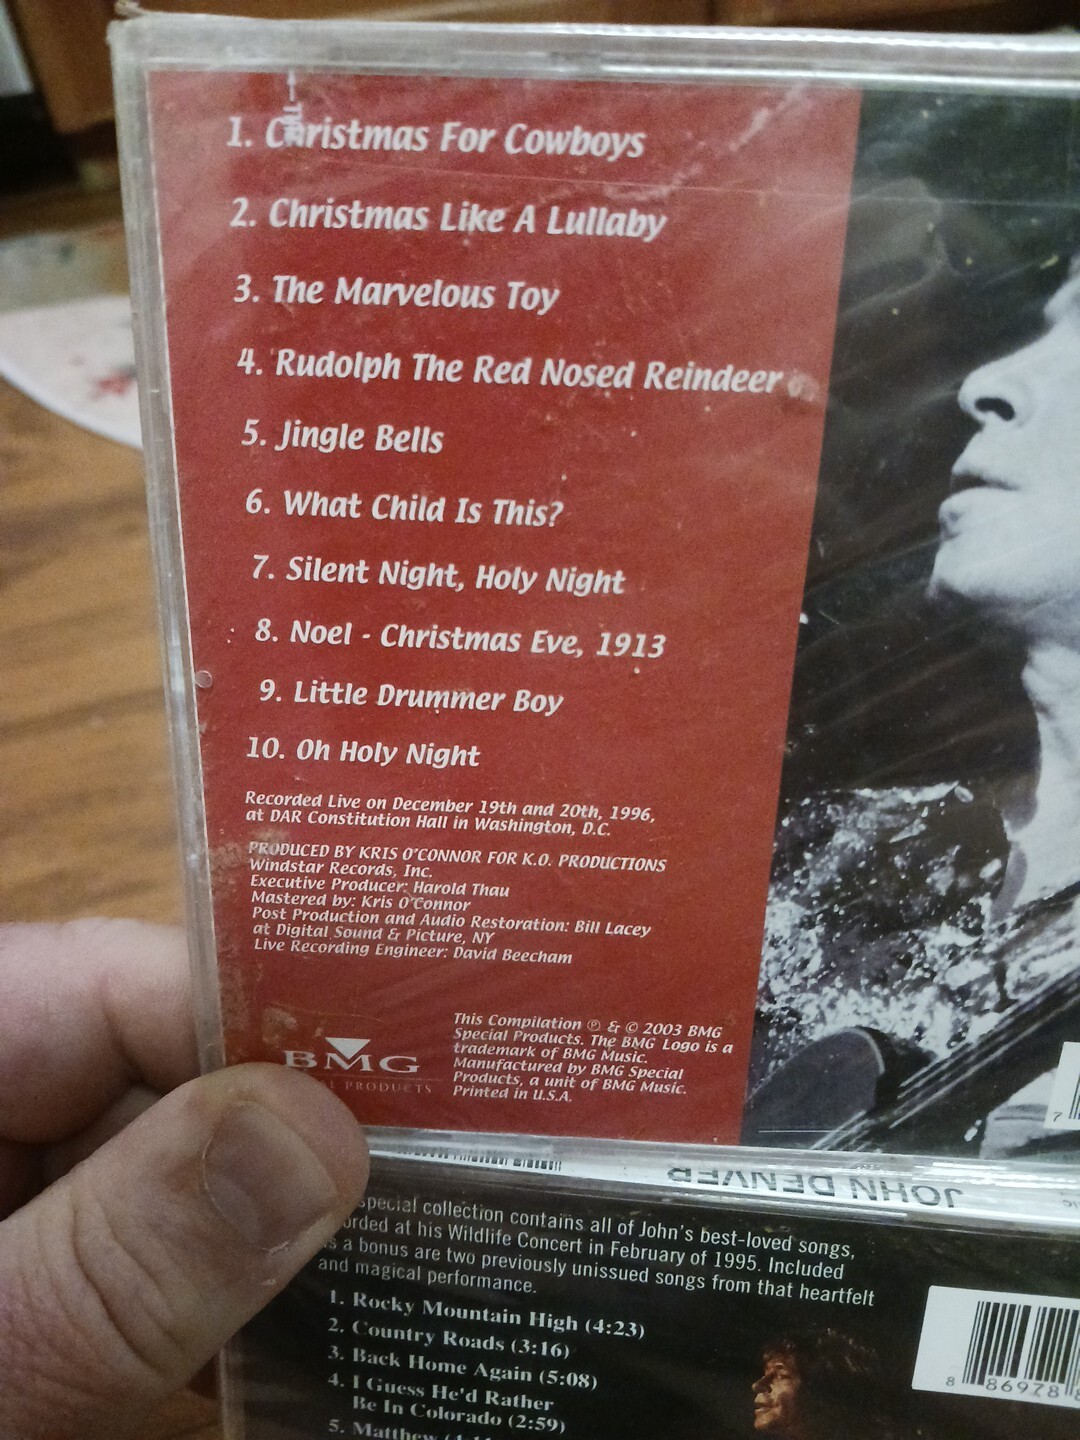 1. Christmas For Cowboys
2. Christmas Like A Lullaby
3. The Marvelous Toy
4. Rudolph The Red Nosed Reindeer
5. Jingle Bells
6. What Child Is This?
7. Silent Night, Holy Night
8. Noel - Christmas Eve, 1913
9. Little Drummer Boy
10. Oh Holy Night
Recorded Live on December 19th and 20th, 1996,
at DAR Constitution Hall in Washington, D.C.
PRODUCED BY KRIS O'CONNOR FOR K.O. PRODUCTIONS
Windstar Records, Inc.
Executive Producer: Harold Thau
Mastered by: Kris O'Connor
Post Production and Audio Restoration: Bill Lacey
at Digital Sound & Picture, NY
Live Recording Engineer: David Beecham
BMG
PRODUCTS
This Compilation ℗ & © 2003 BMG
Special Products. The BMG Logo is a
trademark of BMG Music.
Manufactured by BMG Special
Products, a unit of BMG Music.
Printed in U.S.A.
7
JOHN DENVER
special collection contains all of John's best-loved songs,
at his Wildlife Concert in February of 1995. Included
a bonus are two previously unissued songs from that heartfelt
and magical performance.
1. Rocky Mountain High (4:23)
2. Country Roads (3:16)
3. Back Home Again (5:08)
4. I Guess He'd Rather
Be In Colorado (2:59)
5. Matthew
8 86978